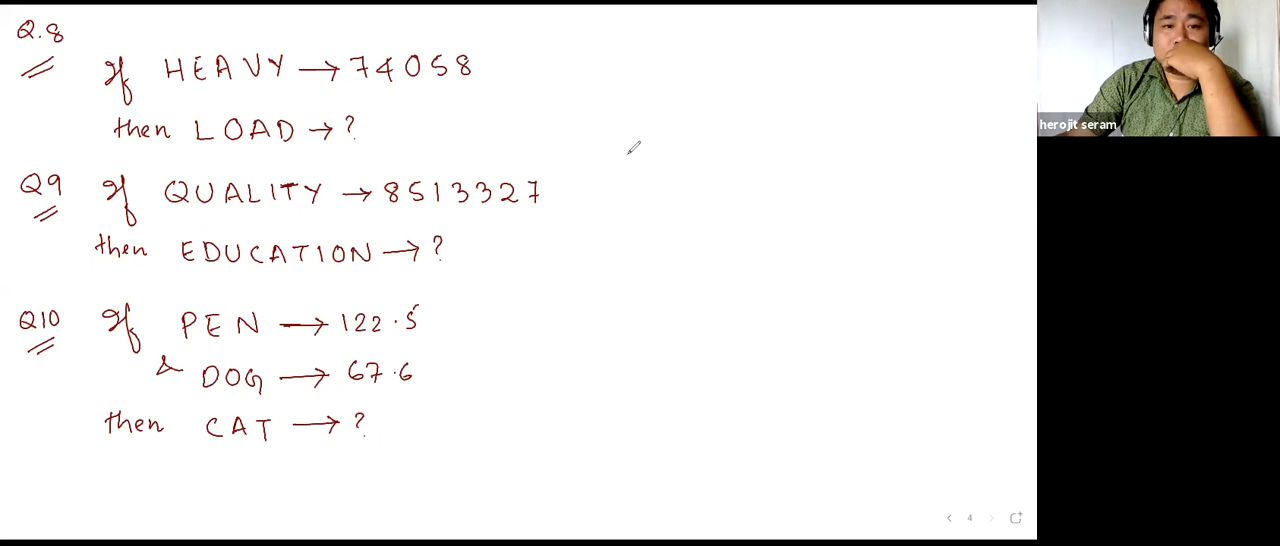 Q.8
If HEAVY → 74058
then LOAD → ?
Q9 If QUALITY → 8513327
then EDUCATION → ?
Q10 If PEN → 122.5
& DOG → 67.6
then CAT → ?
herojit seram
4